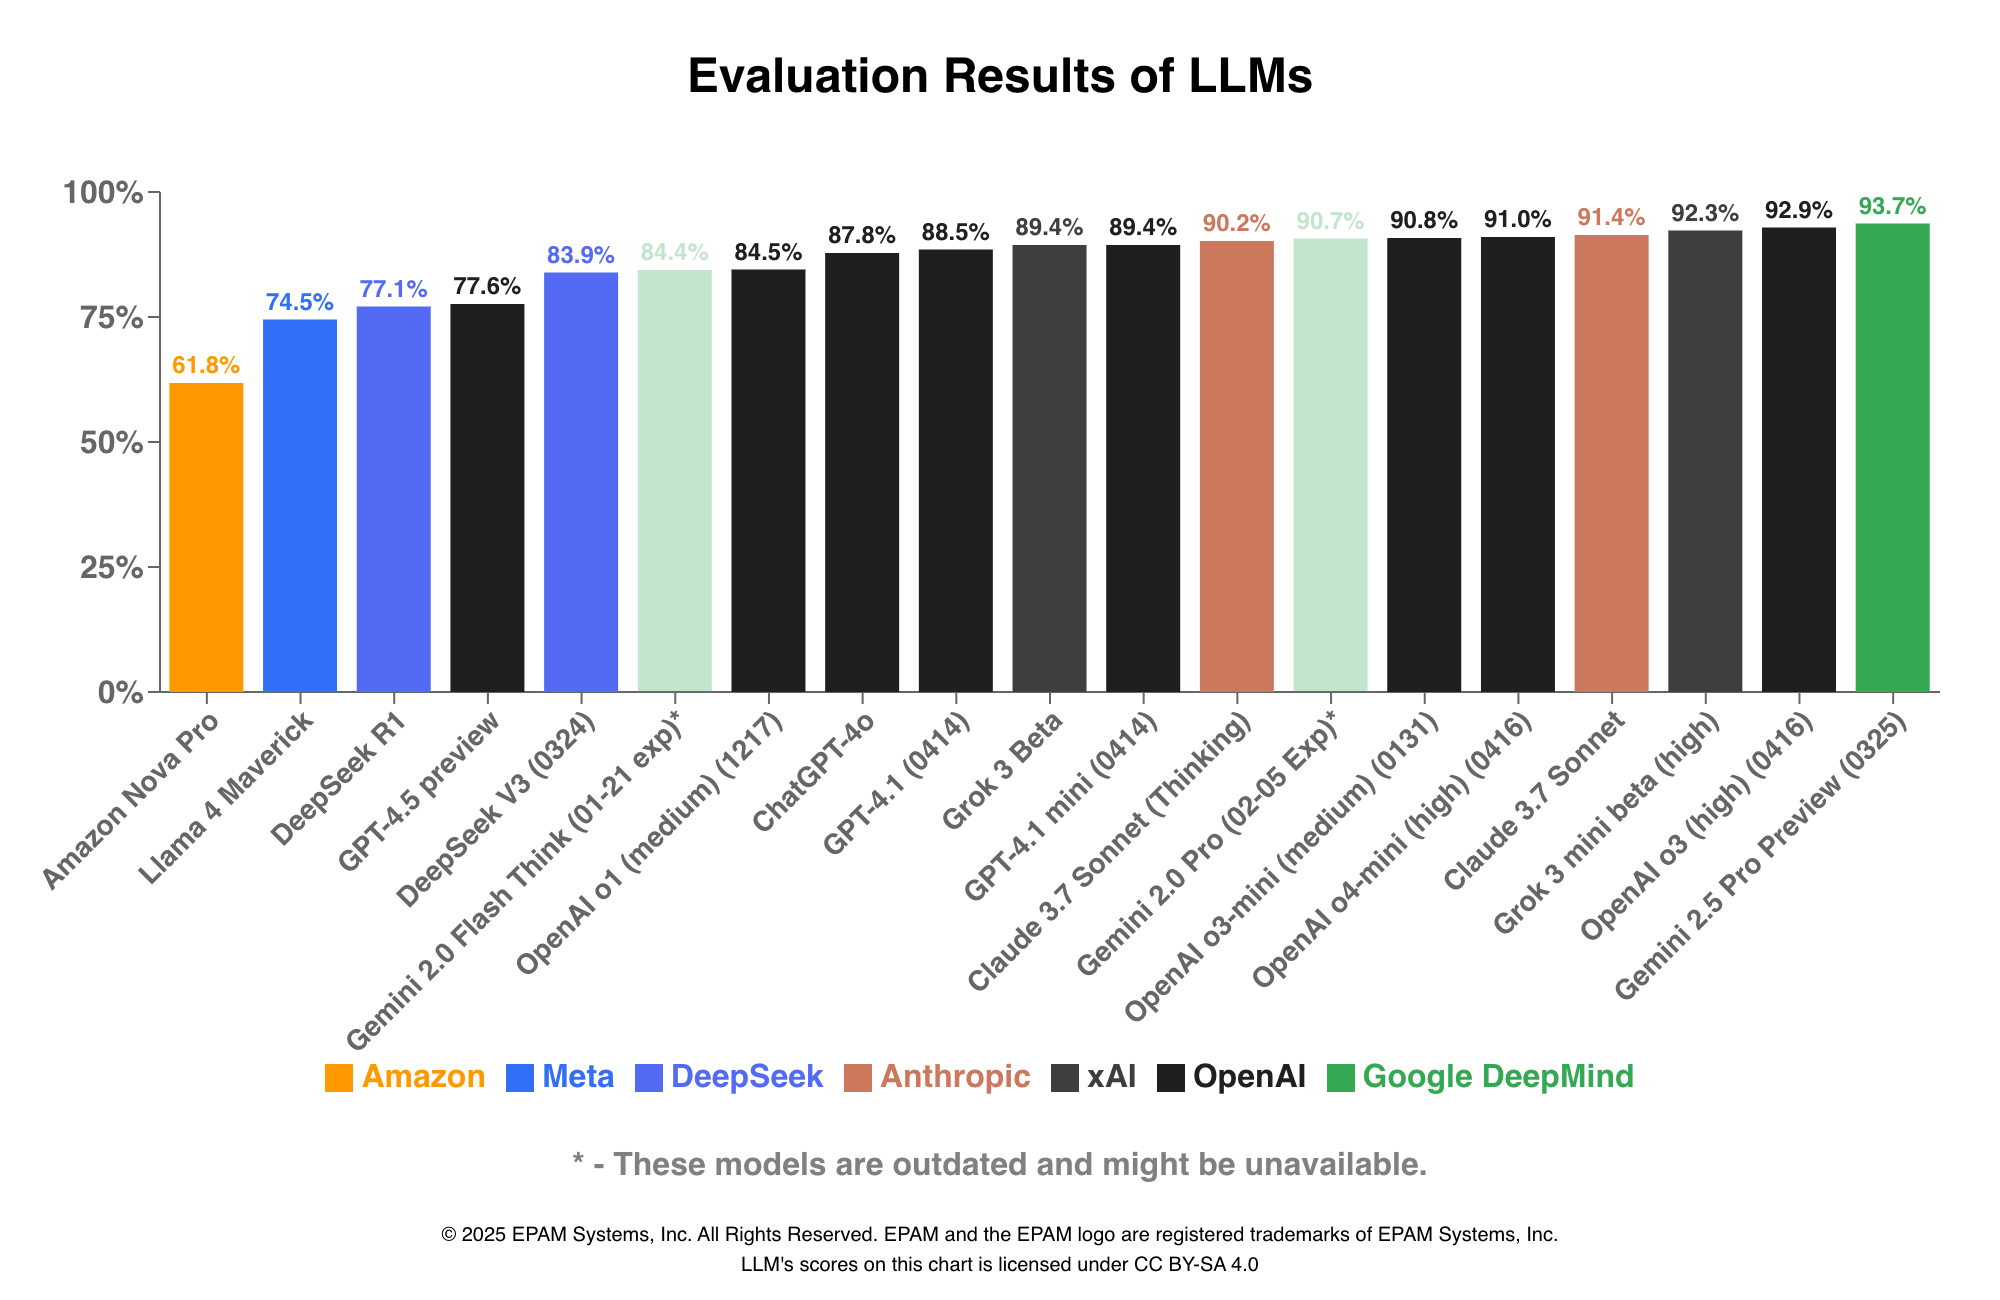 Evaluation Results of LLMs
100%
75%
50%
25%
0%
61.8%
74.5%
77.1%
77.6%
83.9%
84.4%
84.5%
87.8%
88.5%
89.4%
89.4%
90.2%
90.7%
90.8%
91.0%
91.4%
92.3%
92.9%
93.7%
Amazon Nova Pro
Llama 4 Maverick
DeepSeek R1
GPT-4.5 preview
DeepSeek V3 (0324)
Gemini 2.0 Flash Think (01-21 exp)*
OpenAI o1 (medium) (1217)
ChatGPT-4o
GPT-4.1 (0414)
Grok 3 Beta
GPT-4.1 mini (0414)
Claude 3.7 Sonnet (Thinking)
Gemini 2.0 Pro (02-05 Exp)*
OpenAI o3-mini (medium) (0131)
OpenAI o4-mini (high) (0416)
Claude 3.7 Sonnet
Grok 3 mini beta (high)
OpenAI o3 (high) (0416)
Gemini 2.5 Pro Preview (0325)
Amazon Meta DeepSeek Anthropic xAI OpenAI Google DeepMind
* - These models are outdated and might be unavailable.
© 2025 EPAM Systems, Inc. All Rights Reserved. EPAM and the EPAM logo are registered trademarks of EPAM Systems, Inc.
LLM's scores on this chart is licensed under CC BY-SA 4.0